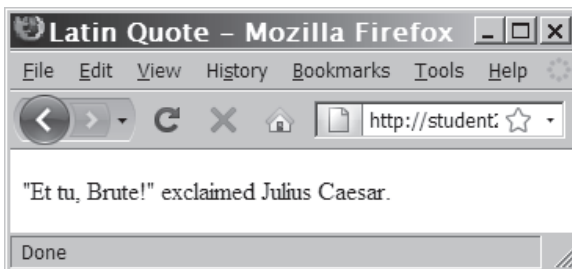 Latin Quote – Mozilla Firefox
File Edit View History Bookmarks Tools Help
http://student2
"Et tu, Brute!" exclaimed Julius Caesar.
Done